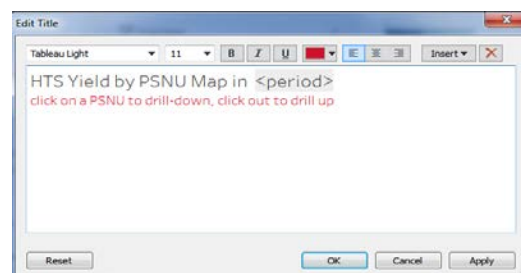 Edit Title
Tableau Light 11 B I U Insert
HTS Yield by PSNU Map in <period>
click on a PSNU to drill-down, click out to drill up
Reset OK Cancel Apply